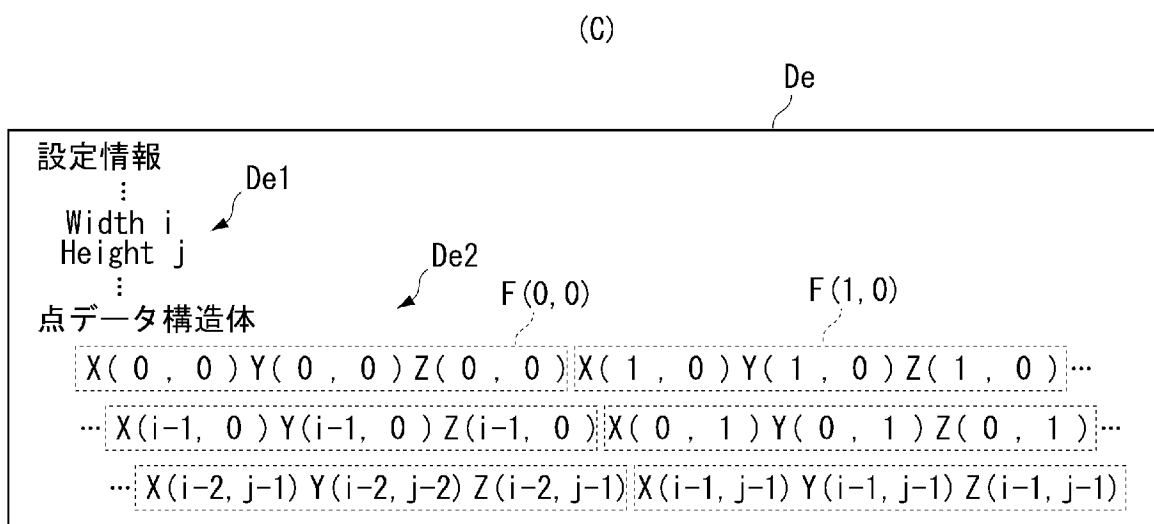 (C)
De
設定情報
⋮
De1
Width i
Height j
⋮
De2
F(0,0)
F(1,0)
点データ構造体
X( 0 , 0 )Y( 0 , 0 )Z( 0 , 0 ) X( 1 , 0 )Y( 1 , 0 )Z( 1 , 0 )…
…X(i-1, 0 )Y(i-1, 0 )Z(i-1, 0 ) X( 0 , 1 )Y( 0 , 1 )Z( 0 , 1 )…
…X(i-2, j-1)Y(i-2, j-2)Z(i-2, j-1) X(i-1, j-1)Y(i-1, j-1)Z(i-1, j-1)